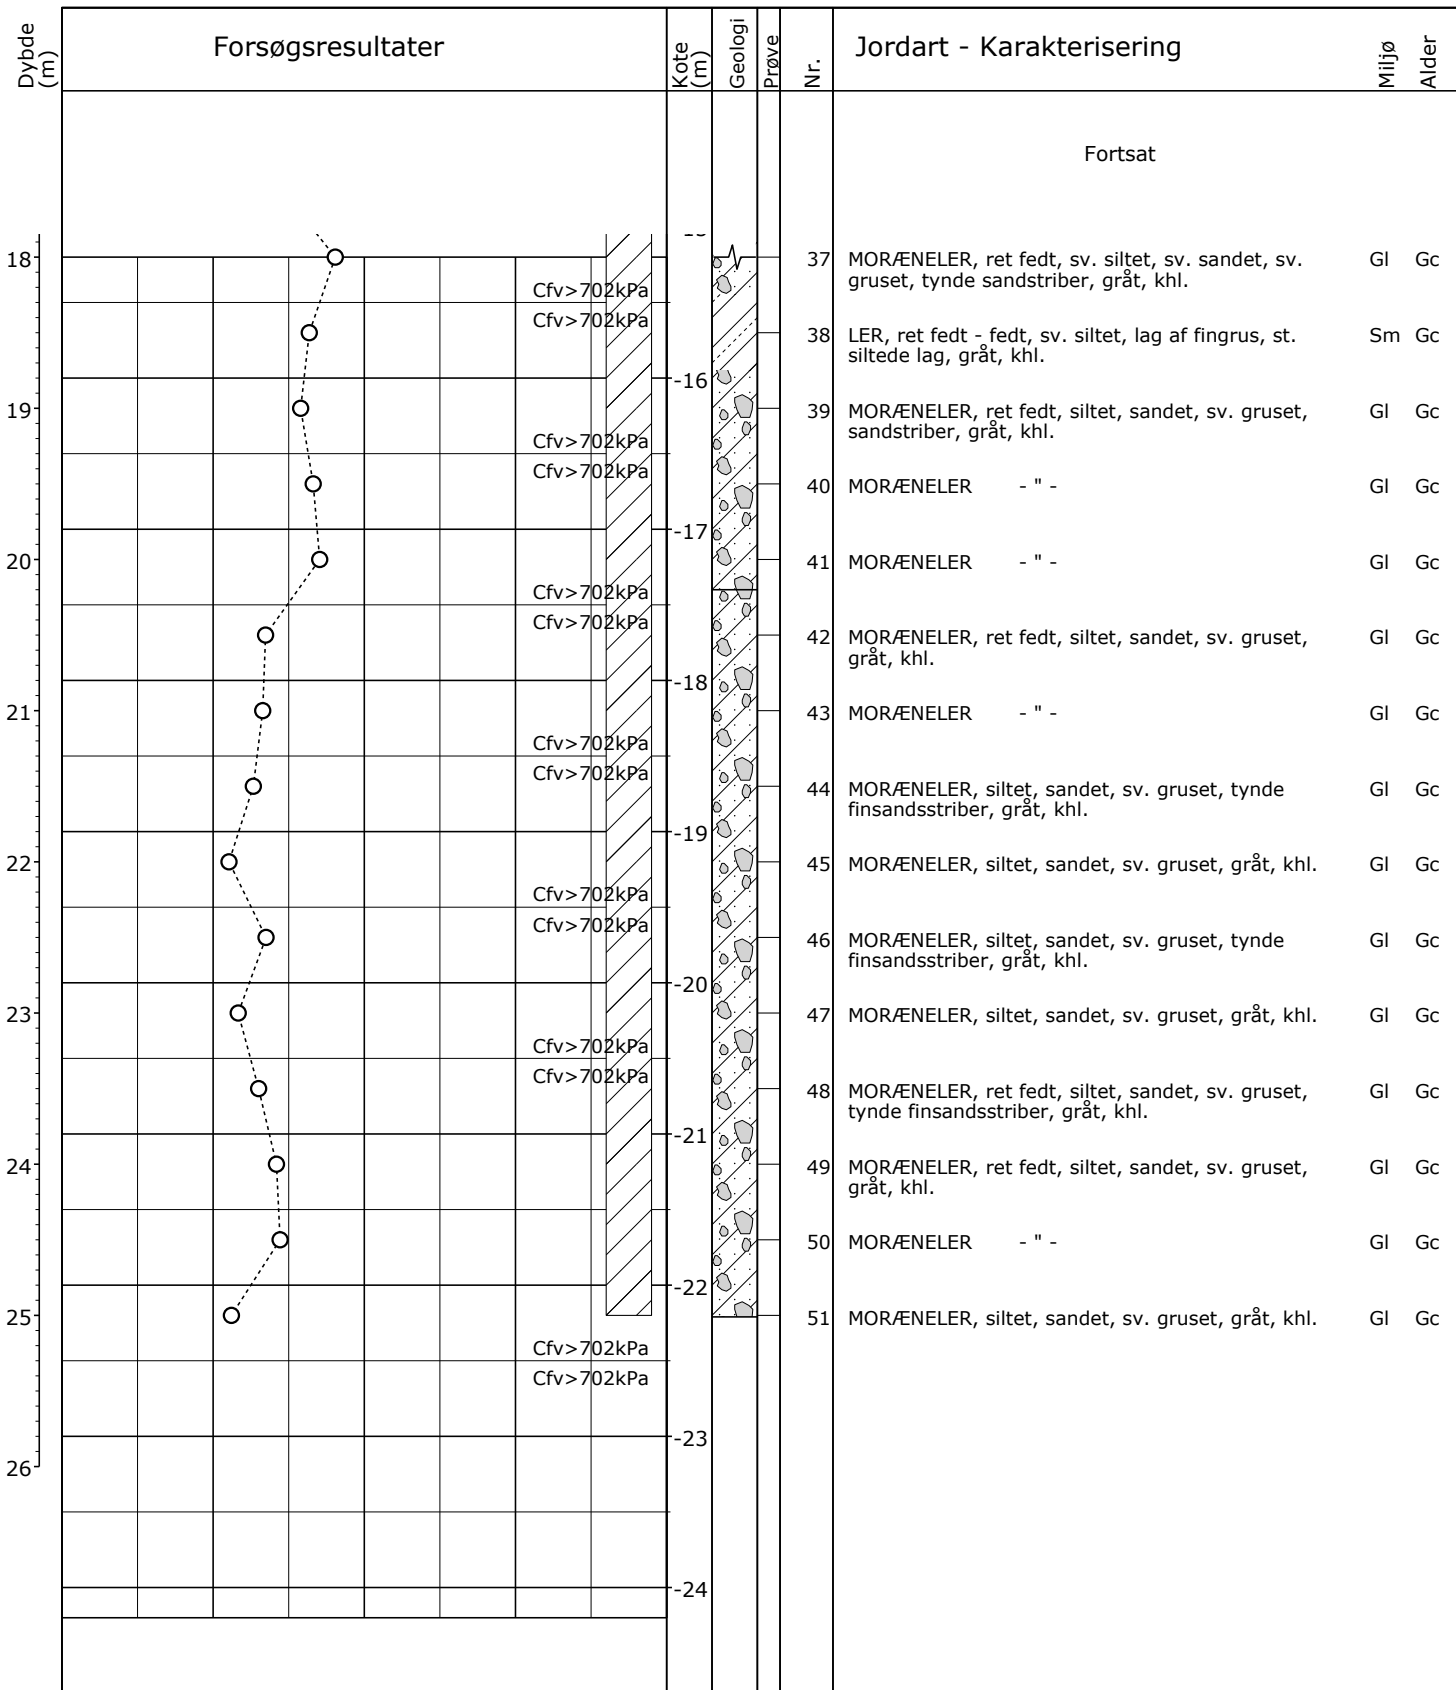 Dybde (m)
Forsøgsresultater
Kote (m)
Geologi
Prøve
Nr.
Jordart - Karakterisering
Miljø
Alder
Fortsat
18
Cfv>702kPa
Cfv>702kPa
37 MORÆNELER, ret fedt, sv. siltet, sv. sandet, sv. Gl Gc
gruset, tynde sandstriber, gråt, khl.
38 LER, ret fedt - fedt, sv. siltet, lag af fingrus, st. Sm Gc
siltede lag, gråt, khl.
-16
19
Cfv>702kPa
Cfv>702kPa
39 MORÆNELER, ret fedt, siltet, sandet, sv. gruset, Gl Gc
sandstriber, gråt, khl.
40 MORÆNELER - " - Gl Gc
-17
20
41 MORÆNELER - " - Gl Gc
Cfv>702kPa
Cfv>702kPa
42 MORÆNELER, ret fedt, siltet, sandet, sv. gruset, Gl Gc
gråt, khl.
-18
21
43 MORÆNELER - " - Gl Gc
Cfv>702kPa
Cfv>702kPa
44 MORÆNELER, siltet, sandet, sv. gruset, tynde Gl Gc
finsandsstriber, gråt, khl.
-19
22
45 MORÆNELER, siltet, sandet, sv. gruset, gråt, khl. Gl Gc
Cfv>702kPa
Cfv>702kPa
46 MORÆNELER, siltet, sandet, sv. gruset, tynde Gl Gc
finsandsstriber, gråt, khl.
-20
23
47 MORÆNELER, siltet, sandet, sv. gruset, gråt, khl. Gl Gc
Cfv>702kPa
Cfv>702kPa
48 MORÆNELER, ret fedt, siltet, sandet, sv. gruset, Gl Gc
tynde finsandsstriber, gråt, khl.
-21
24
49 MORÆNELER, ret fedt, siltet, sandet, sv. gruset, Gl Gc
gråt, khl.
50 MORÆNELER - " - Gl Gc
-22
25
51 MORÆNELER, siltet, sandet, sv. gruset, gråt, khl. Gl Gc
Cfv>702kPa
Cfv>702kPa
-23
26
-24